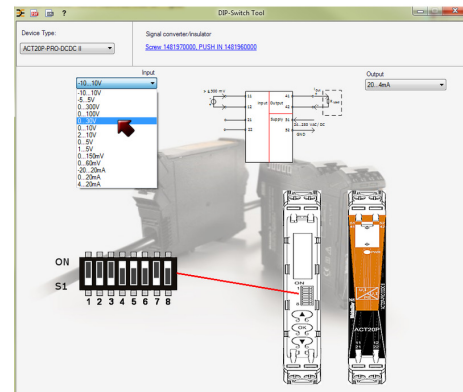 DIP-Switch Tool
Device Type:
ACT20P-PRO-DCDC II
Signal converter/insulator
Screw 1481970000, PUSH IN 1481960000
Input
-10...10V
-10...10V
-5...5V
0...300V
0...100V
0...30V
0...10V
2...10V
0...5V
1...5V
0...150mV
0...60mV
-20...20mA
0...20mA
4...20mA
Output
20...4mA
Input Output
Supply
GND
ON
S1
1 2 3 4 5 6 7 8
ON
OK
ACT20P